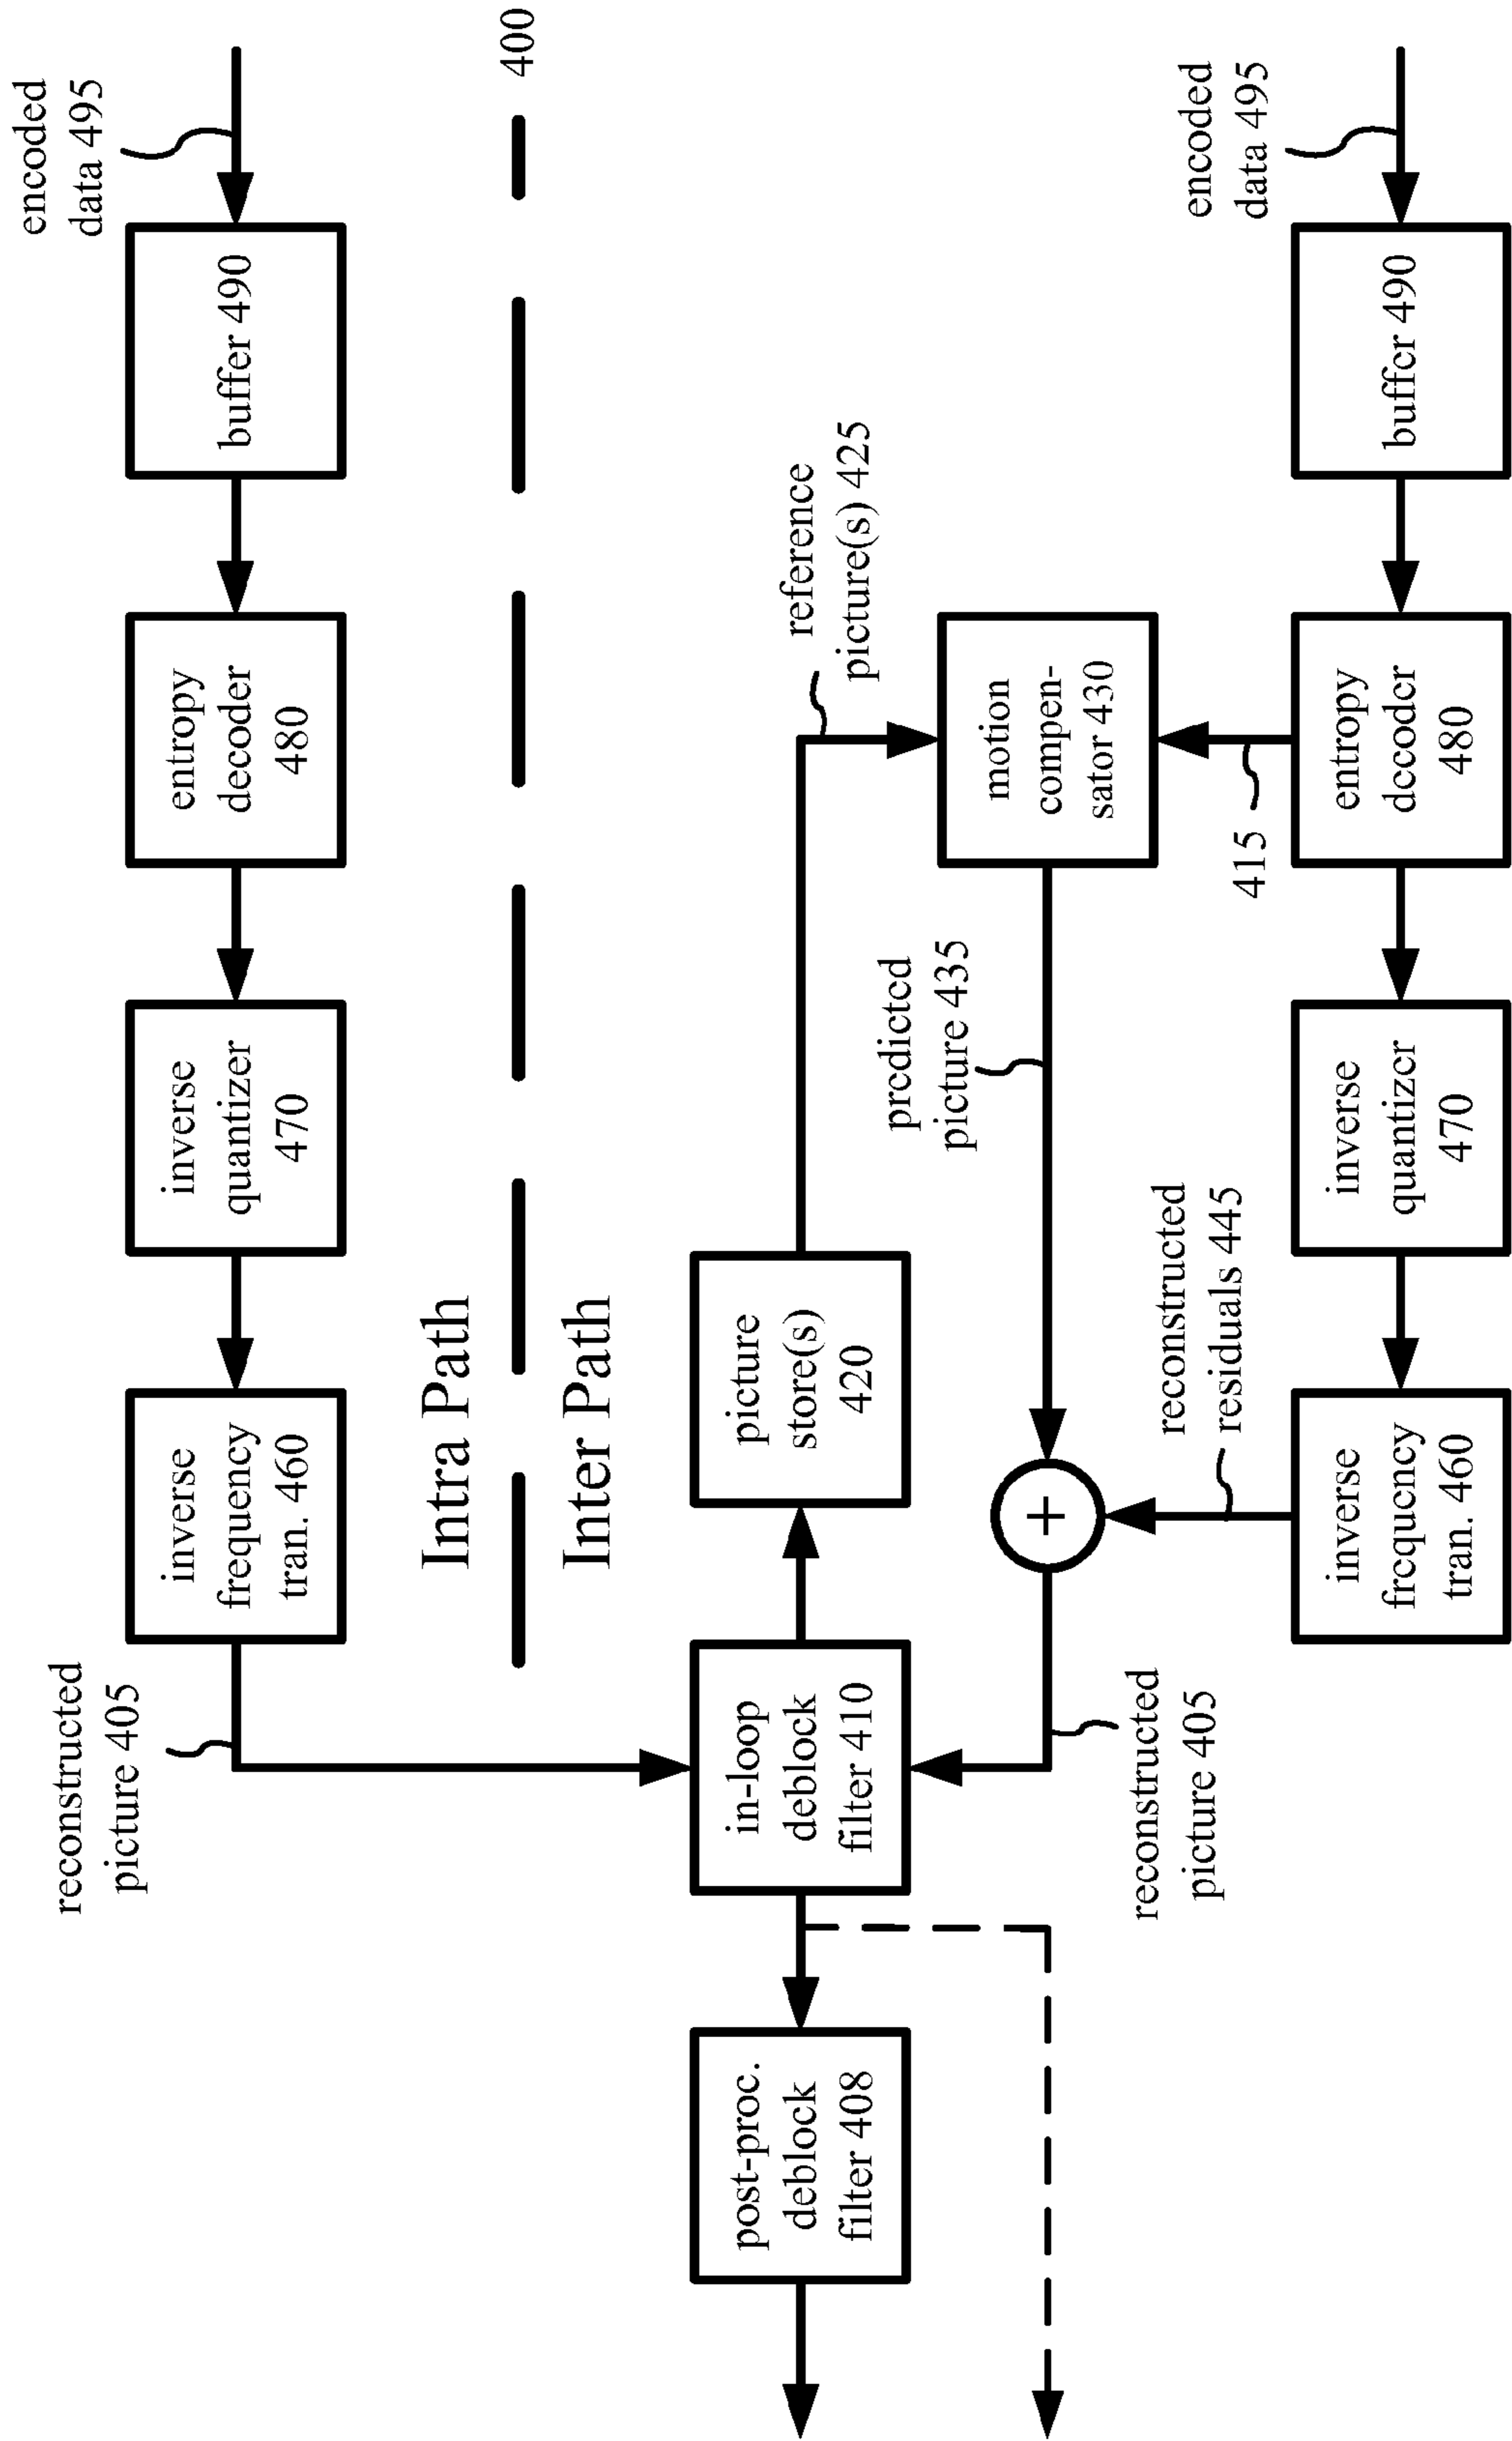 encoded
data 495
buffer 490
entropy
decoder
480
inverse
quantizer
470
inverse
frequency
tran. 460
reconstructed
picture 405
400
Intra Path
Inter Path
reference
picture(s) 425
picture
store(s)
420
in-loop
deblock
filter 410
post-proc.
deblock
filter 408
motion
compen-
sator 430
predicted
picture 435
+
reconstructed
picture 405
415
reconstructed
residuals 445
encoded
data 495
buffer 490
entropy
decoder
480
inverse
quantizer
470
inverse
frequency
tran. 460